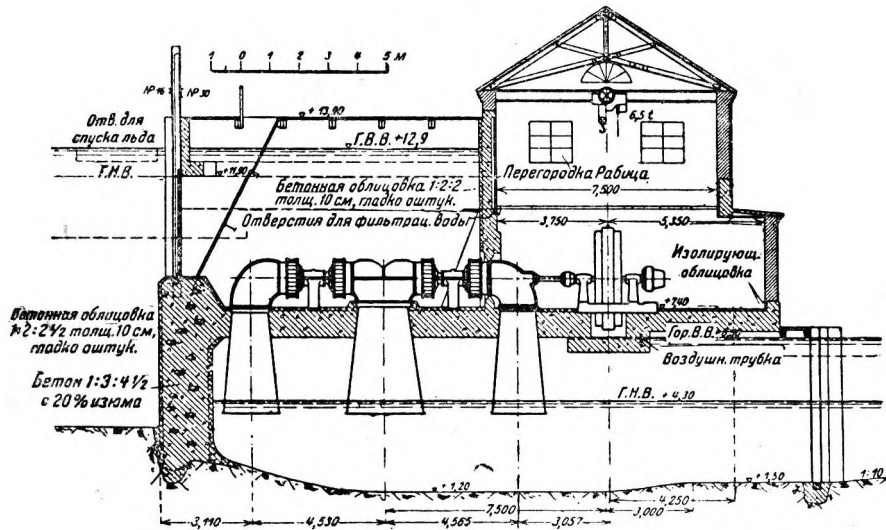 1 0 1 2 3 4 5 м
№16 №30
Отв. для
спуска льда
+13,90
Г.В.В. +12,9
6,5 t
Г.Н.В.
+11,90
Бетонная облицовка 1:2:2
толщ. 10 см, гладко оштук.
Перегородка Рабица
7,500
3,750
5,350
Отверстия для фильтрац. воды
Изолирующ.
облицовка
+7,40
Бетонная облицовка
1:2:2½ толщ. 10 см,
гладко оштук.
Гор. В.В.
Воздушн. трубка
Бетон 1:3:4½
с 20% изюма
Г.Н.В. +4,30
+1,20
+1,50
1:10
4,250
7,500
3,000
3,110
4,530
4,565
3,057